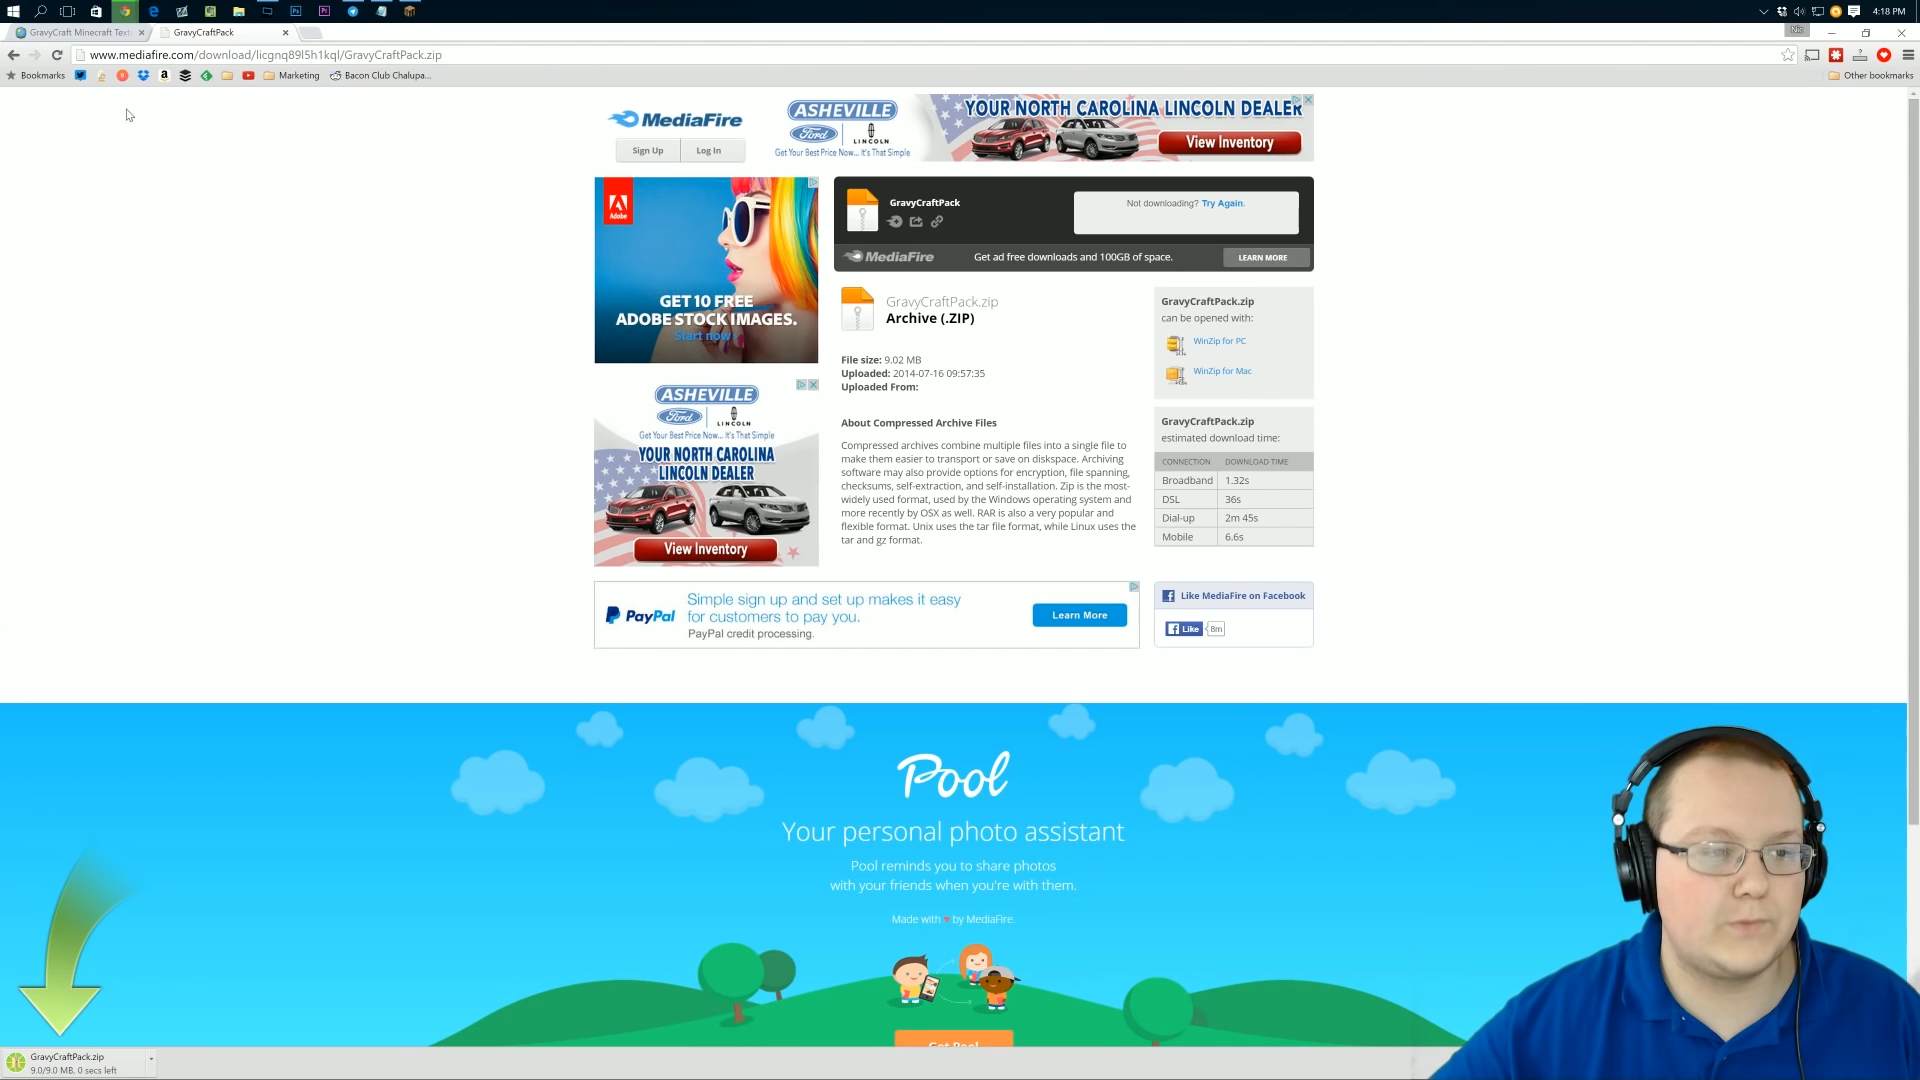 4:18 PM
GravyCraft Minecraft Text
GravyCraftPack
Nic
www.mediafire.com/download/licgnq89l5h1kql/GravyCraftPack.zip
Bookmarks
Marketing
Bacon Club Chalupa...
Other bookmarks
MediaFire
Sign Up
Log In
ASHEVILLE
Ford
LINCOLN
Get Your Best Price Now... It's That Simple
YOUR NORTH CAROLINA LINCOLN DEALER
View Inventory
Adobe
GET 10 FREE
ADOBE STOCK IMAGES.
Start now
GravyCraftPack
Not downloading? Try Again.
MediaFire
Get ad free downloads and 100GB of space.
LEARN MORE
GravyCraftPack.zip
Archive (.ZIP)
File size: 9.02 MB
Uploaded: 2014-07-16 09:57:35
Uploaded From:
About Compressed Archive Files
Compressed archives combine multiple files into a single file to
make them easier to transport or save on diskspace. Archiving
software may also provide options for encryption, file spanning,
checksums, self-extraction, and self-installation. Zip is the most-
widely used format, used by the Windows operating system and
more recently by OSX as well. RAR is also a very popular and
flexible format. Unix uses the tar file format, while Linux uses the
tar and gz format.
GravyCraftPack.zip
can be opened with:
WinZip for PC
WinZip for Mac
GravyCraftPack.zip
estimated download time:
CONNECTION DOWNLOAD TIME
Broadband 1.32s
DSL 36s
Dial-up 2m 45s
Mobile 6.6s
ASHEVILLE
Ford
LINCOLN
Get Your Best Price Now... It's That Simple
YOUR NORTH CAROLINA
LINCOLN DEALER
View Inventory
PayPal
Simple sign up and set up makes it easy
for customers to pay you.
PayPal credit processing.
Learn More
Like MediaFire on Facebook
Like
8m
Pool
Your personal photo assistant
Pool reminds you to share photos
with your friends when you're with them.
Made with ♥ by MediaFire.
Get Pool
GravyCraftPack.zip
9.0/9.0 MB, 0 secs left